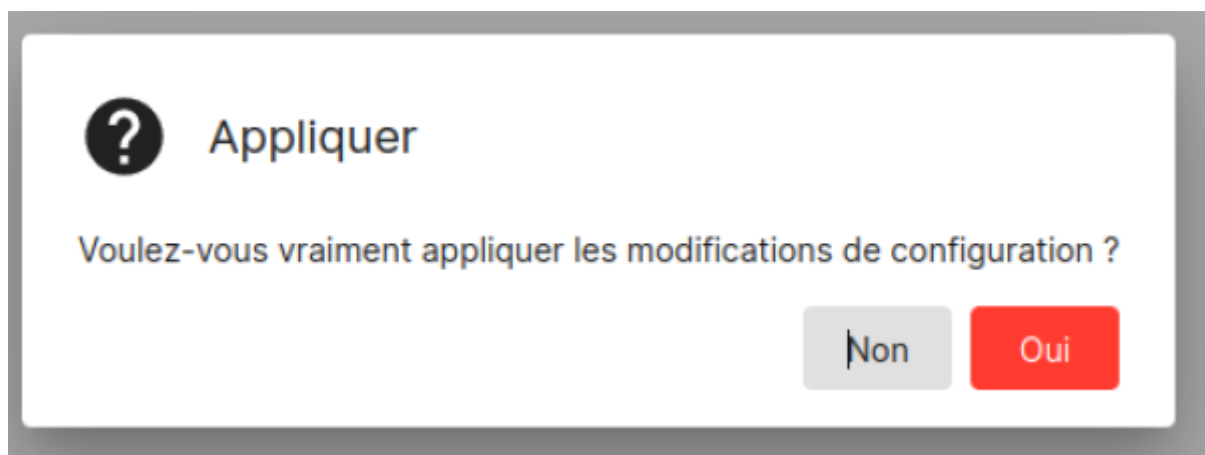 Appliquer
Voulez-vous vraiment appliquer les modifications de configuration ?
Non
Oui